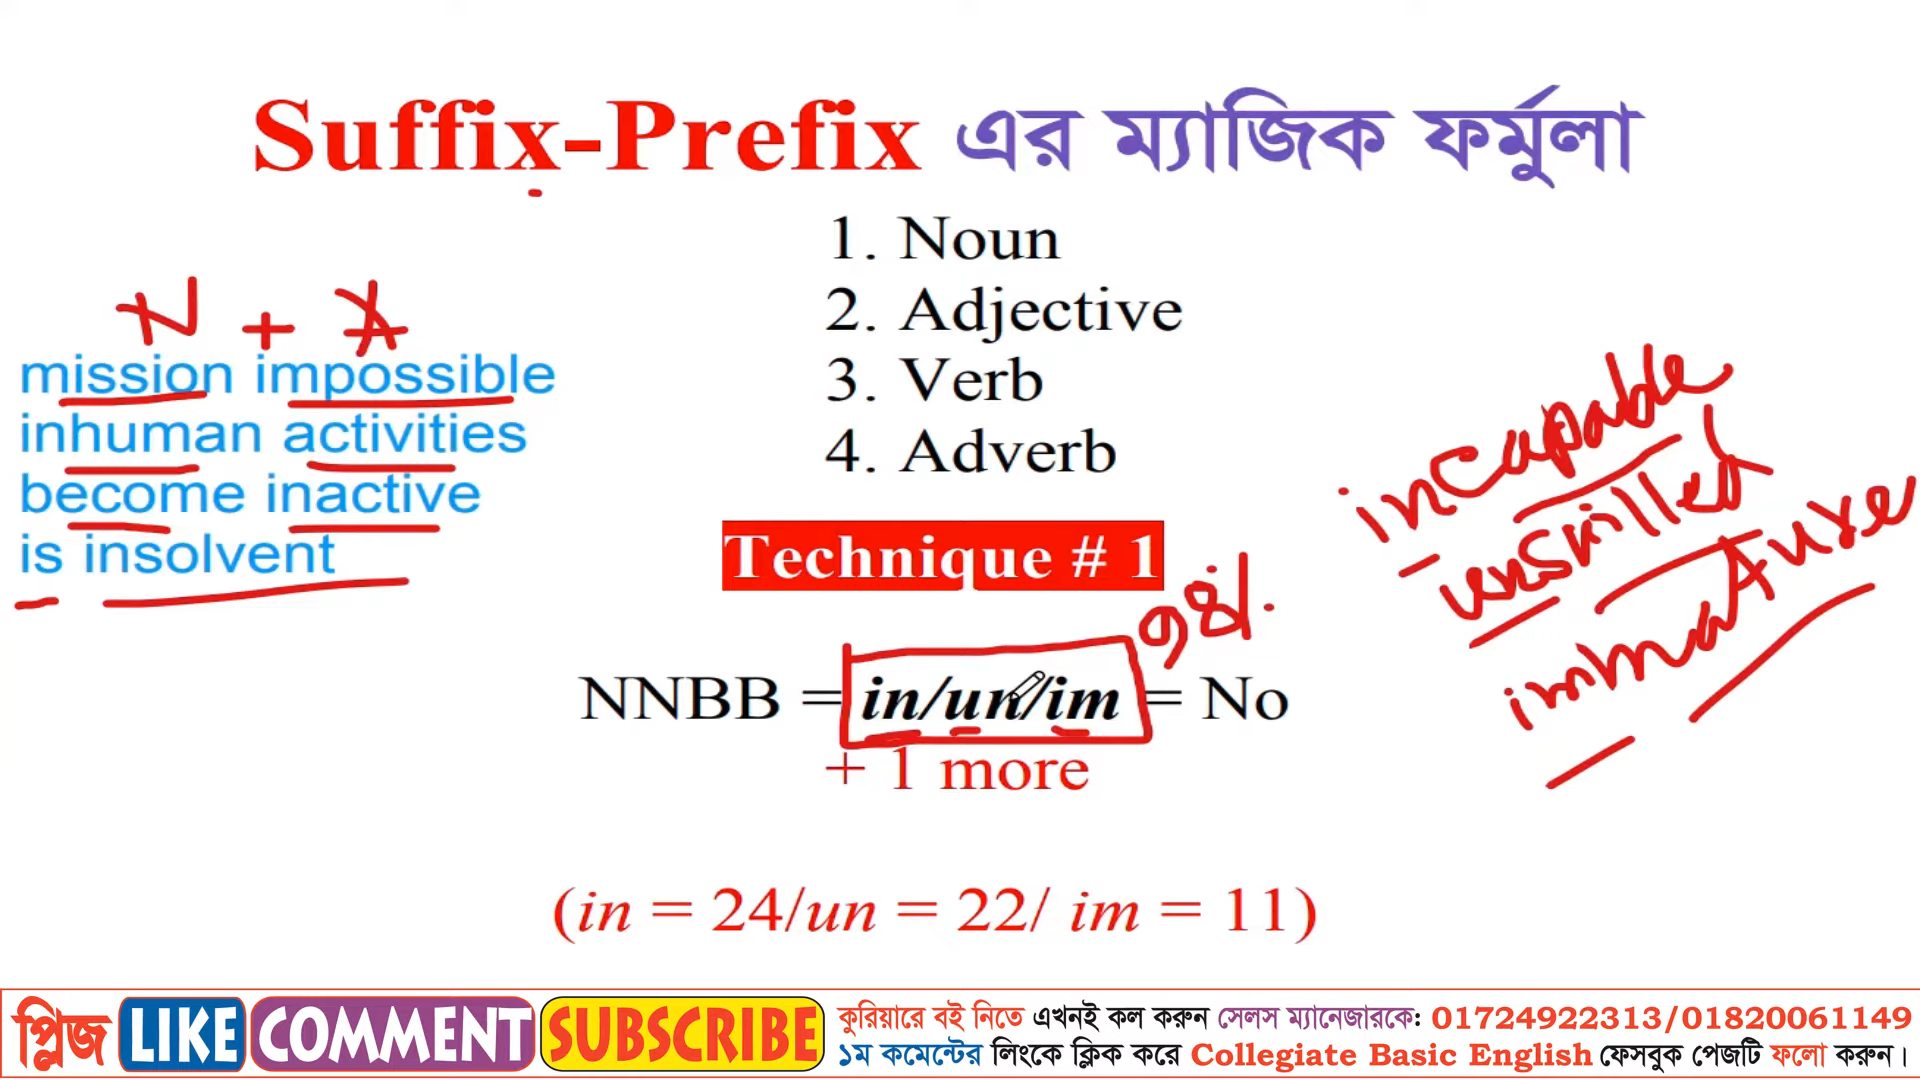 Suffix-Prefix এর ম্যাজিক ফর্মুলা
1. Noun
2. Adjective
3. Verb
4. Adverb
N + A
mission impossible
inhuman activities
become inactive
is insolvent
Technique # 1
৭৪%
NNBB = in/un/im = No
+ 1 more
(in = 24/un = 22/ im = 11)
incapable
unskilled
immature
প্লিজ LIKE COMMENT SUBSCRIBE
কুরিয়ারে বই নিতে এখনই কল করুন সেলস ম্যানেজারকে: 01724922313/01820061149
১ম কমেন্টের লিংকে ক্লিক করে Collegiate Basic English ফেসবুক পেজটি ফলো করুন।